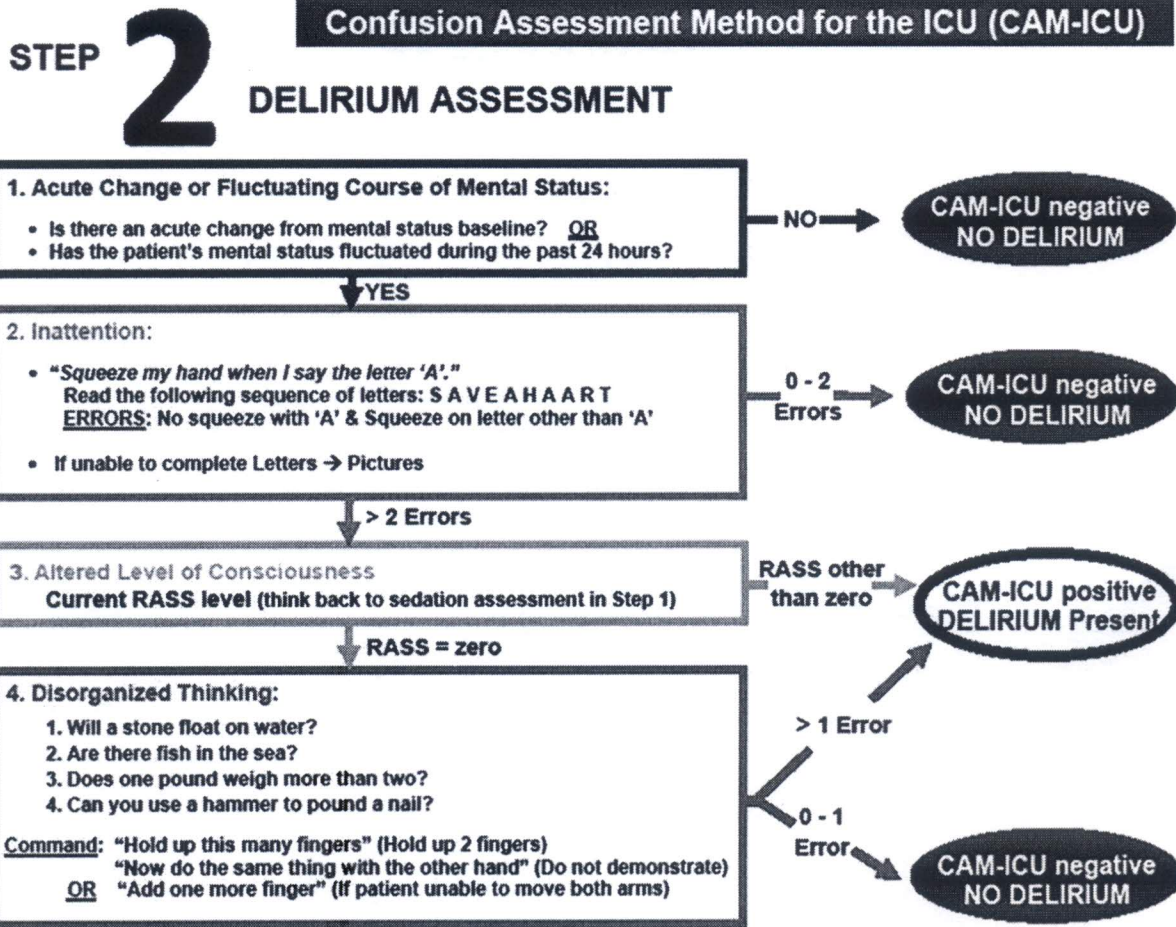 Confusion Assessment Method for the ICU (CAM-ICU)
STEP 2
DELIRIUM ASSESSMENT
1. Acute Change or Fluctuating Course of Mental Status:
• Is there an acute change from mental status baseline? OR
• Has the patient's mental status fluctuated during the past 24 hours?
NO
CAM-ICU negative
NO DELIRIUM
YES
2. Inattention:
• "Squeeze my hand when I say the letter 'A'."
Read the following sequence of letters: S A V E A H A A R T
ERRORS: No squeeze with 'A' & Squeeze on letter other than 'A'
• If unable to complete Letters → Pictures
0 - 2
Errors
CAM-ICU negative
NO DELIRIUM
> 2 Errors
3. Altered Level of Consciousness
Current RASS level (think back to sedation assessment in Step 1)
RASS other
than zero
CAM-ICU positive
DELIRIUM Present
RASS = zero
4. Disorganized Thinking:
1. Will a stone float on water?
2. Are there fish in the sea?
3. Does one pound weigh more than two?
4. Can you use a hammer to pound a nail?
Command: "Hold up this many fingers" (Hold up 2 fingers)
"Now do the same thing with the other hand" (Do not demonstrate)
OR "Add one more finger" (If patient unable to move both arms)
> 1 Error
0 - 1
Error
CAM-ICU negative
NO DELIRIUM